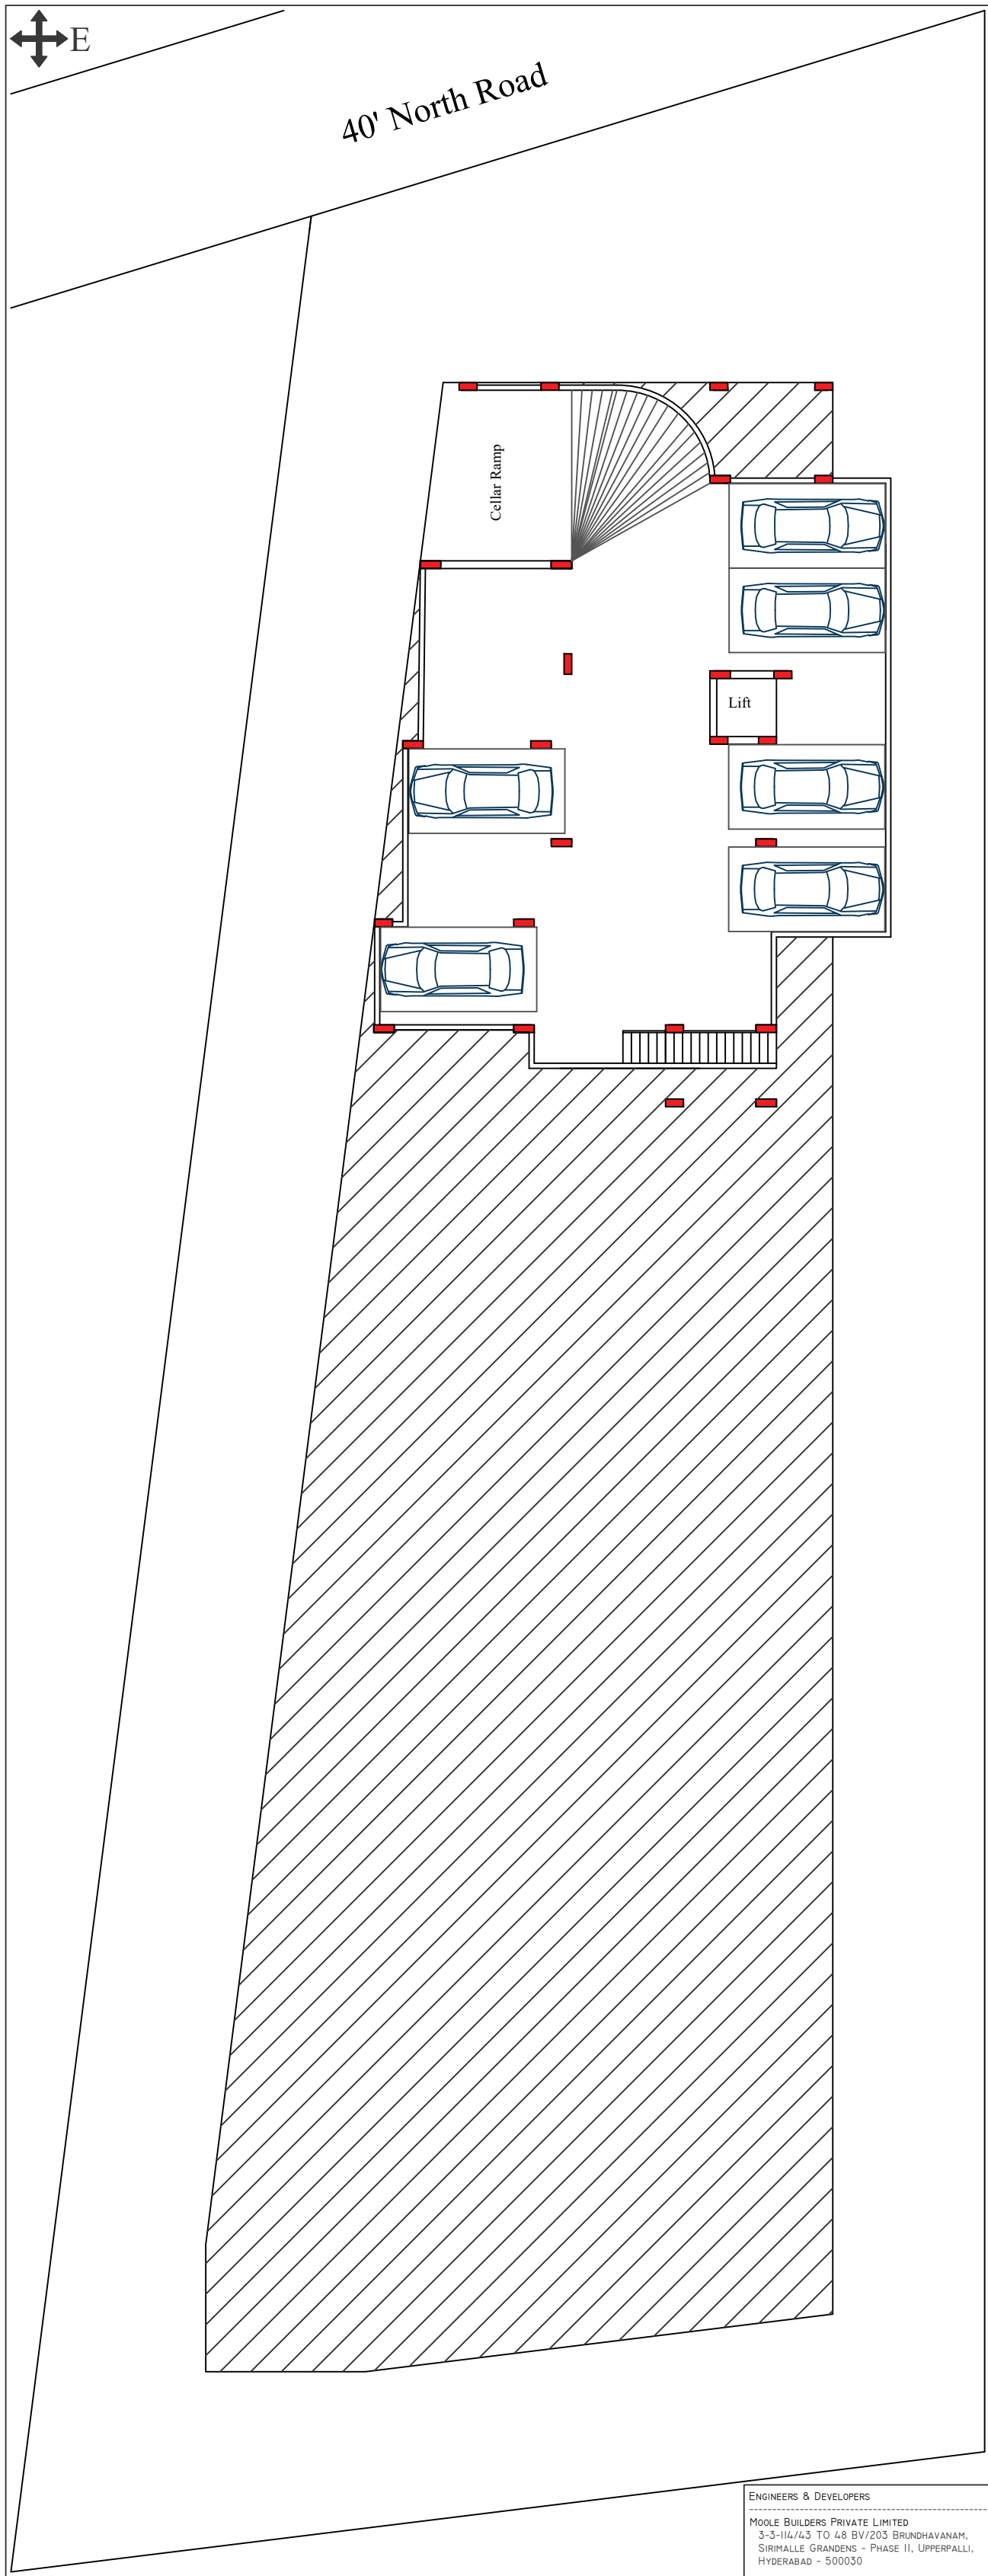 E
40' North Road
Cellar Ramp
Lift
ENGINEERS & DEVELOPERS
MOOLE BUILDERS PRIVATE LIMITED
3-3-114/43 TO 48 BV/203 BRUNDHAVANAM,
SIRIMALLE GRANDENS - PHASE II, UPPERPALLI,
HYDERABAD - 500030